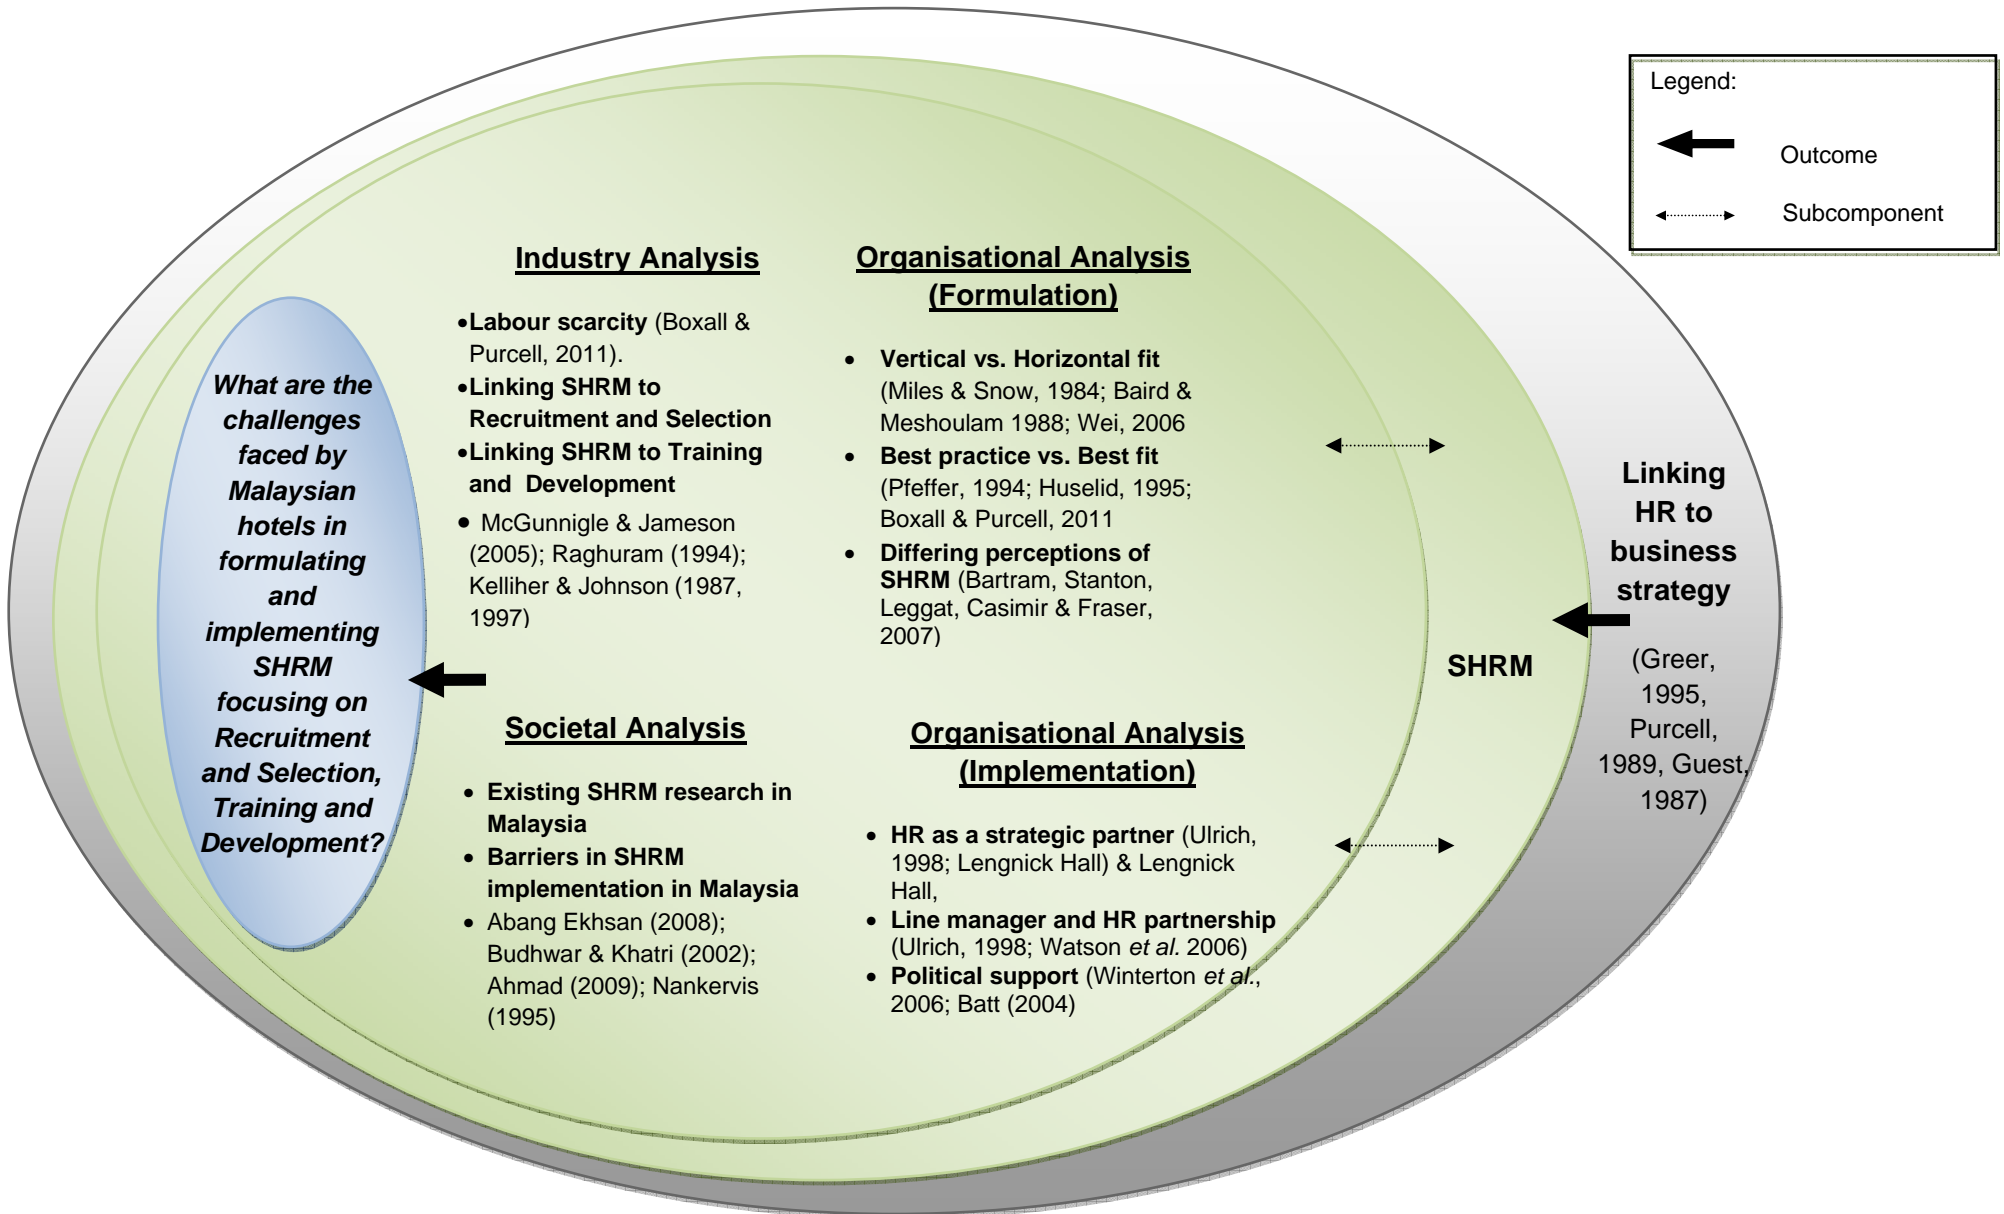 Legend:
Outcome
Subcomponent
What are the
challenges
faced by
Malaysian
hotels in
formulating
and
implementing
SHRM
focusing on
Recruitment
and Selection,
Training and
Development?
Industry Analysis
•Labour scarcity (Boxall &
Purcell, 2011).
•Linking SHRM to
Recruitment and Selection
•Linking SHRM to Training
and  Development
• McGunnigle & Jameson
(2005); Raghuram (1994);
Kelliher & Johnson (1987,
1997)
Organisational Analysis
(Formulation)
• Vertical vs. Horizontal fit
(Miles & Snow, 1984; Baird &
Meshoulam 1988; Wei, 2006
• Best practice vs. Best fit
(Pfeffer, 1994; Huselid, 1995;
Boxall & Purcell, 2011
• Differing perceptions of
SHRM (Bartram, Stanton,
Leggat, Casimir & Fraser,
2007)
Societal Analysis
• Existing SHRM research in
Malaysia
• Barriers in SHRM
implementation in Malaysia
• Abang Ekhsan (2008);
Budhwar & Khatri (2002);
Ahmad (2009); Nankervis
(1995)
Organisational Analysis
(Implementation)
• HR as a strategic partner (Ulrich,
1998; Lengnick Hall) & Lengnick
Hall,
• Line manager and HR partnership
(Ulrich, 1998; Watson et al. 2006)
• Political support (Winterton et al.,
2006; Batt (2004)
SHRM
Linking
HR to
business
strategy
(Greer,
1995,
Purcell,
1989, Guest,
1987)